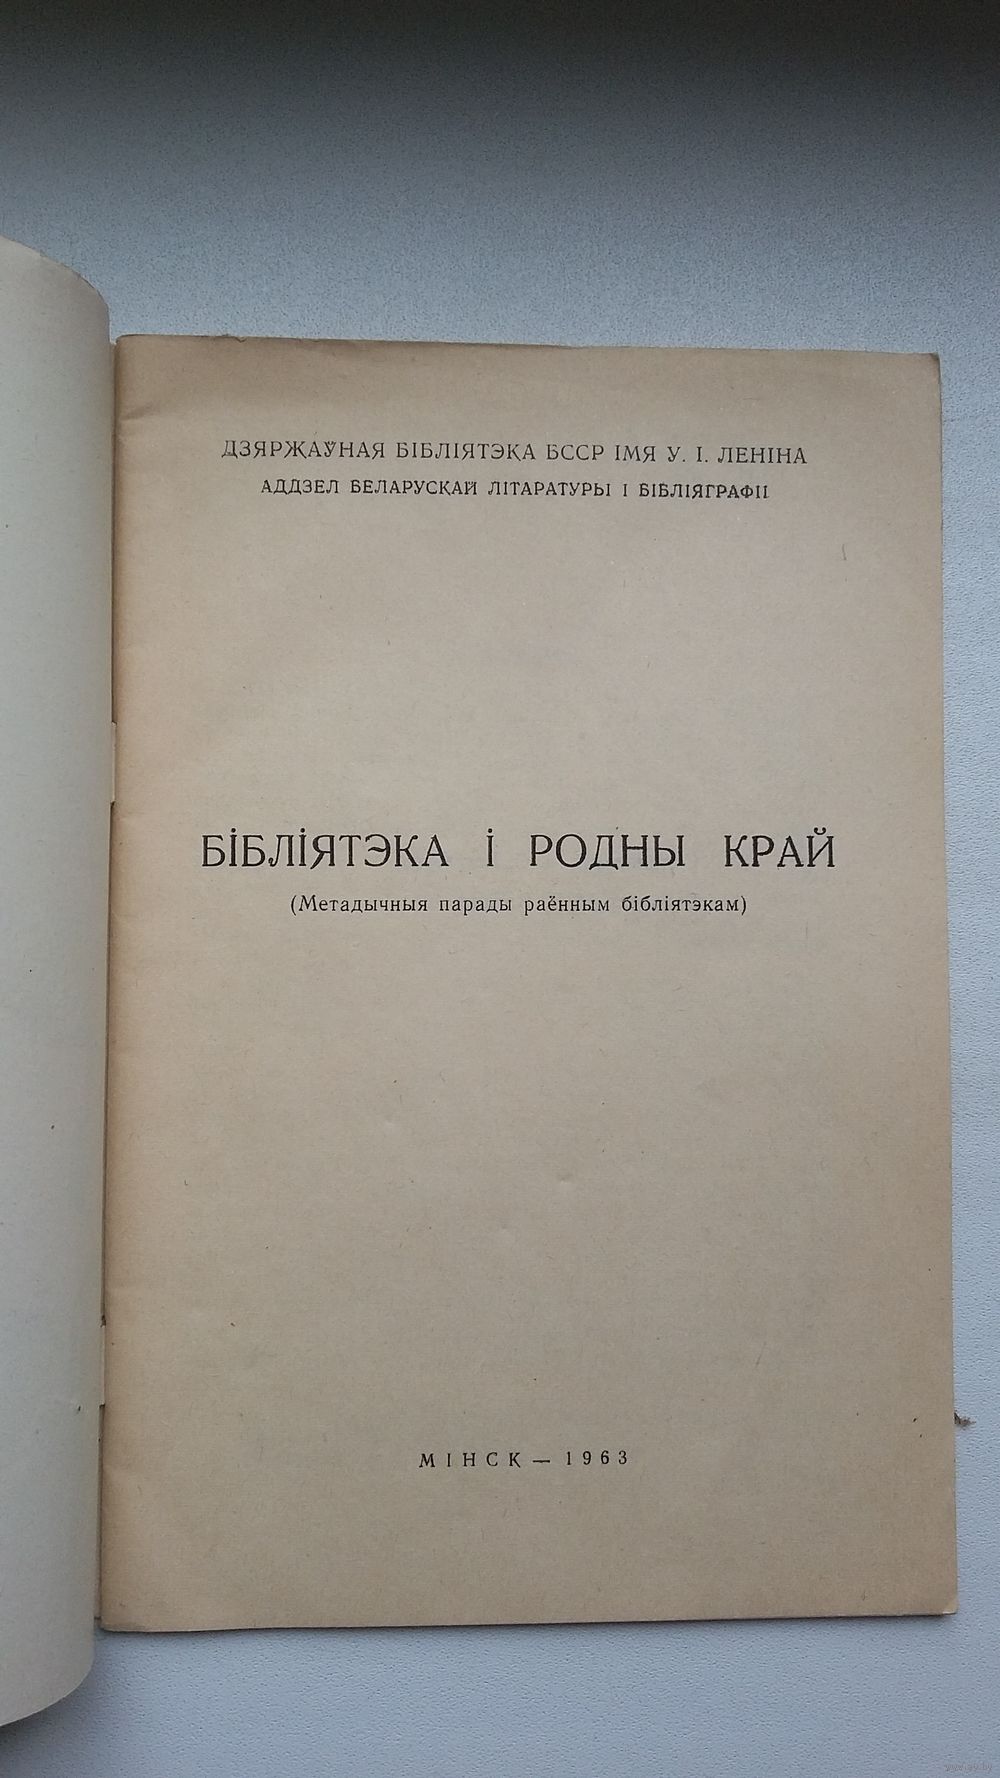 ДЗЯРЖАЎНАЯ БІБЛІЯТЭКА БССР ІМЯ У. І. ЛЕНІНА
АДДЗЕЛ БЕЛАРУСКАЙ ЛІТАРАТУРЫ І БІБЛІЯГРАФІІ
БІБЛІЯТЭКА І РОДНЫ КРАЙ
(Метадычныя парады раённым бібліятэкам)
МІНСК — 1963